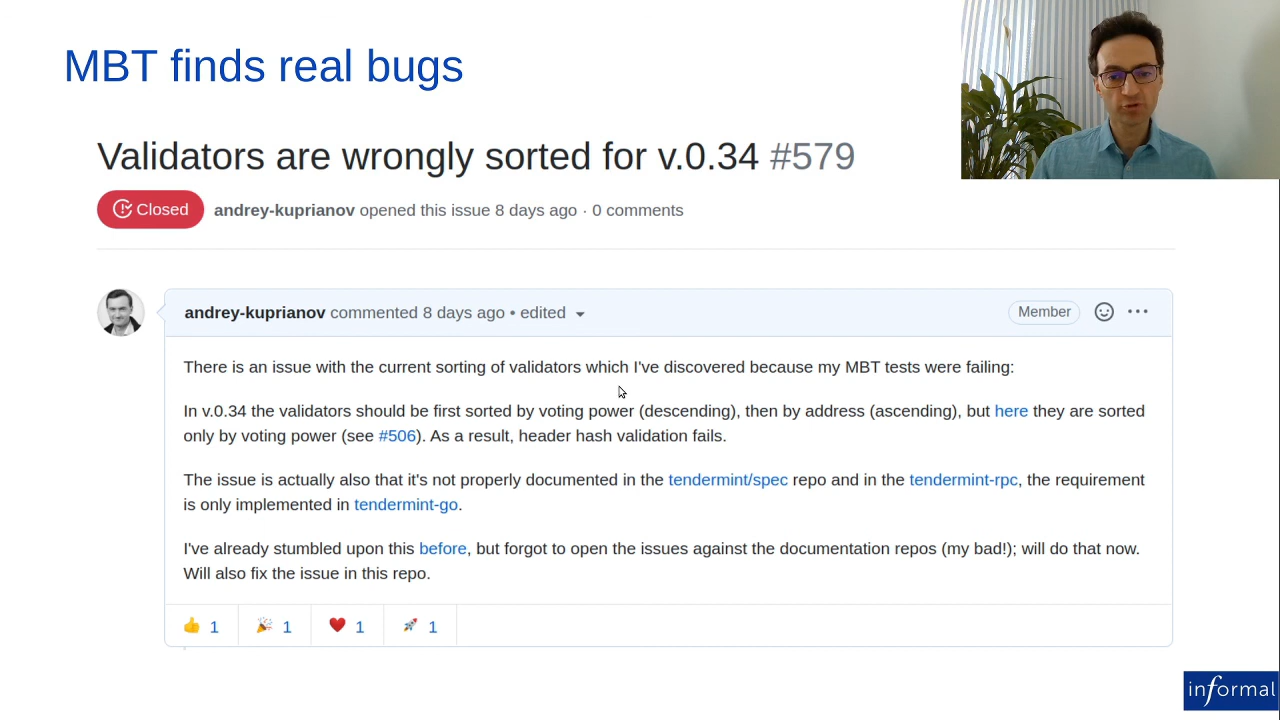 MBT finds real bugs
Validators are wrongly sorted for v.0.34 #579
Closed
andrey-kuprianov opened this issue 8 days ago · 0 comments
andrey-kuprianov commented 8 days ago • edited
Member
There is an issue with the current sorting of validators which I've discovered because my MBT tests were failing:
In v.0.34 the validators should be first sorted by voting power (descending), then by address (ascending), but here they are sorted
only by voting power (see #506). As a result, header hash validation fails.
The issue is actually also that it's not properly documented in the tendermint/spec repo and in the tendermint-rpc, the requirement
is only implemented in tendermint-go.
I've already stumbled upon this before, but forgot to open the issues against the documentation repos (my bad!); will do that now.
Will also fix the issue in this repo.
👍 1 🎉 1 ❤️ 1 🚀 1
informal